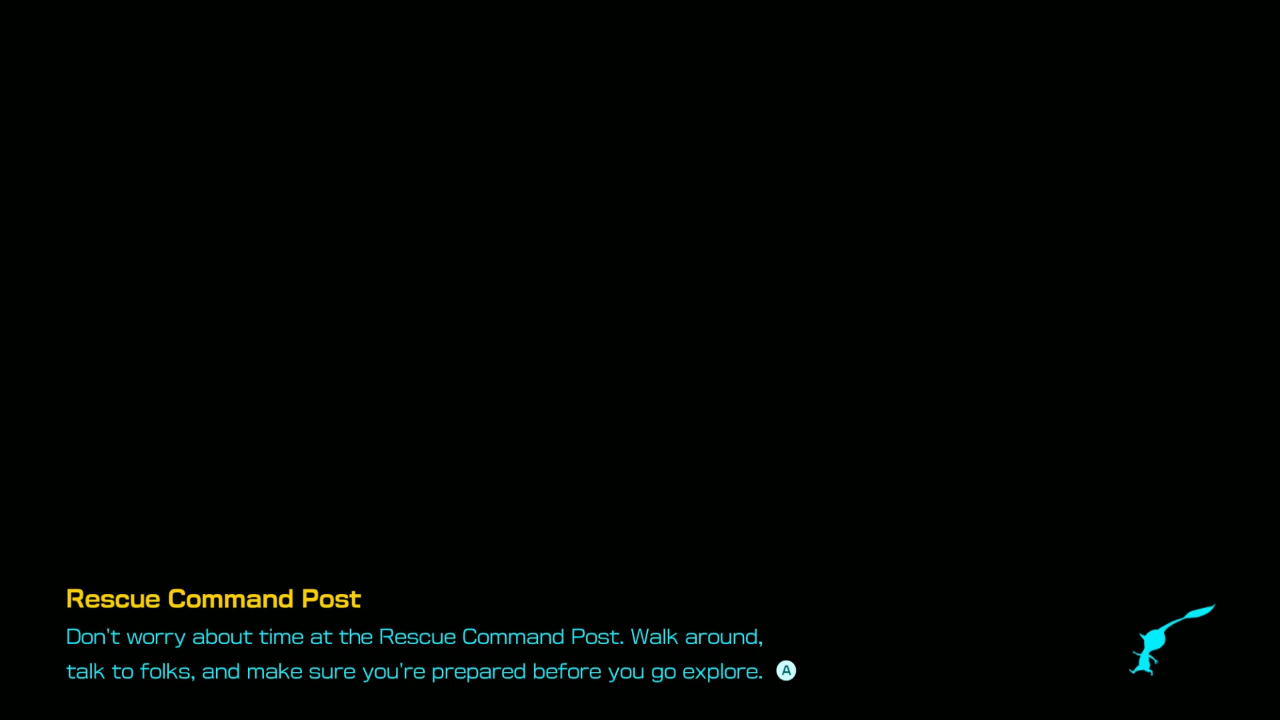 Rescue Command Post
Don't worry about time at the Rescue Command Post. Walk around,
talk to folks, and make sure you're prepared before you go explore. A